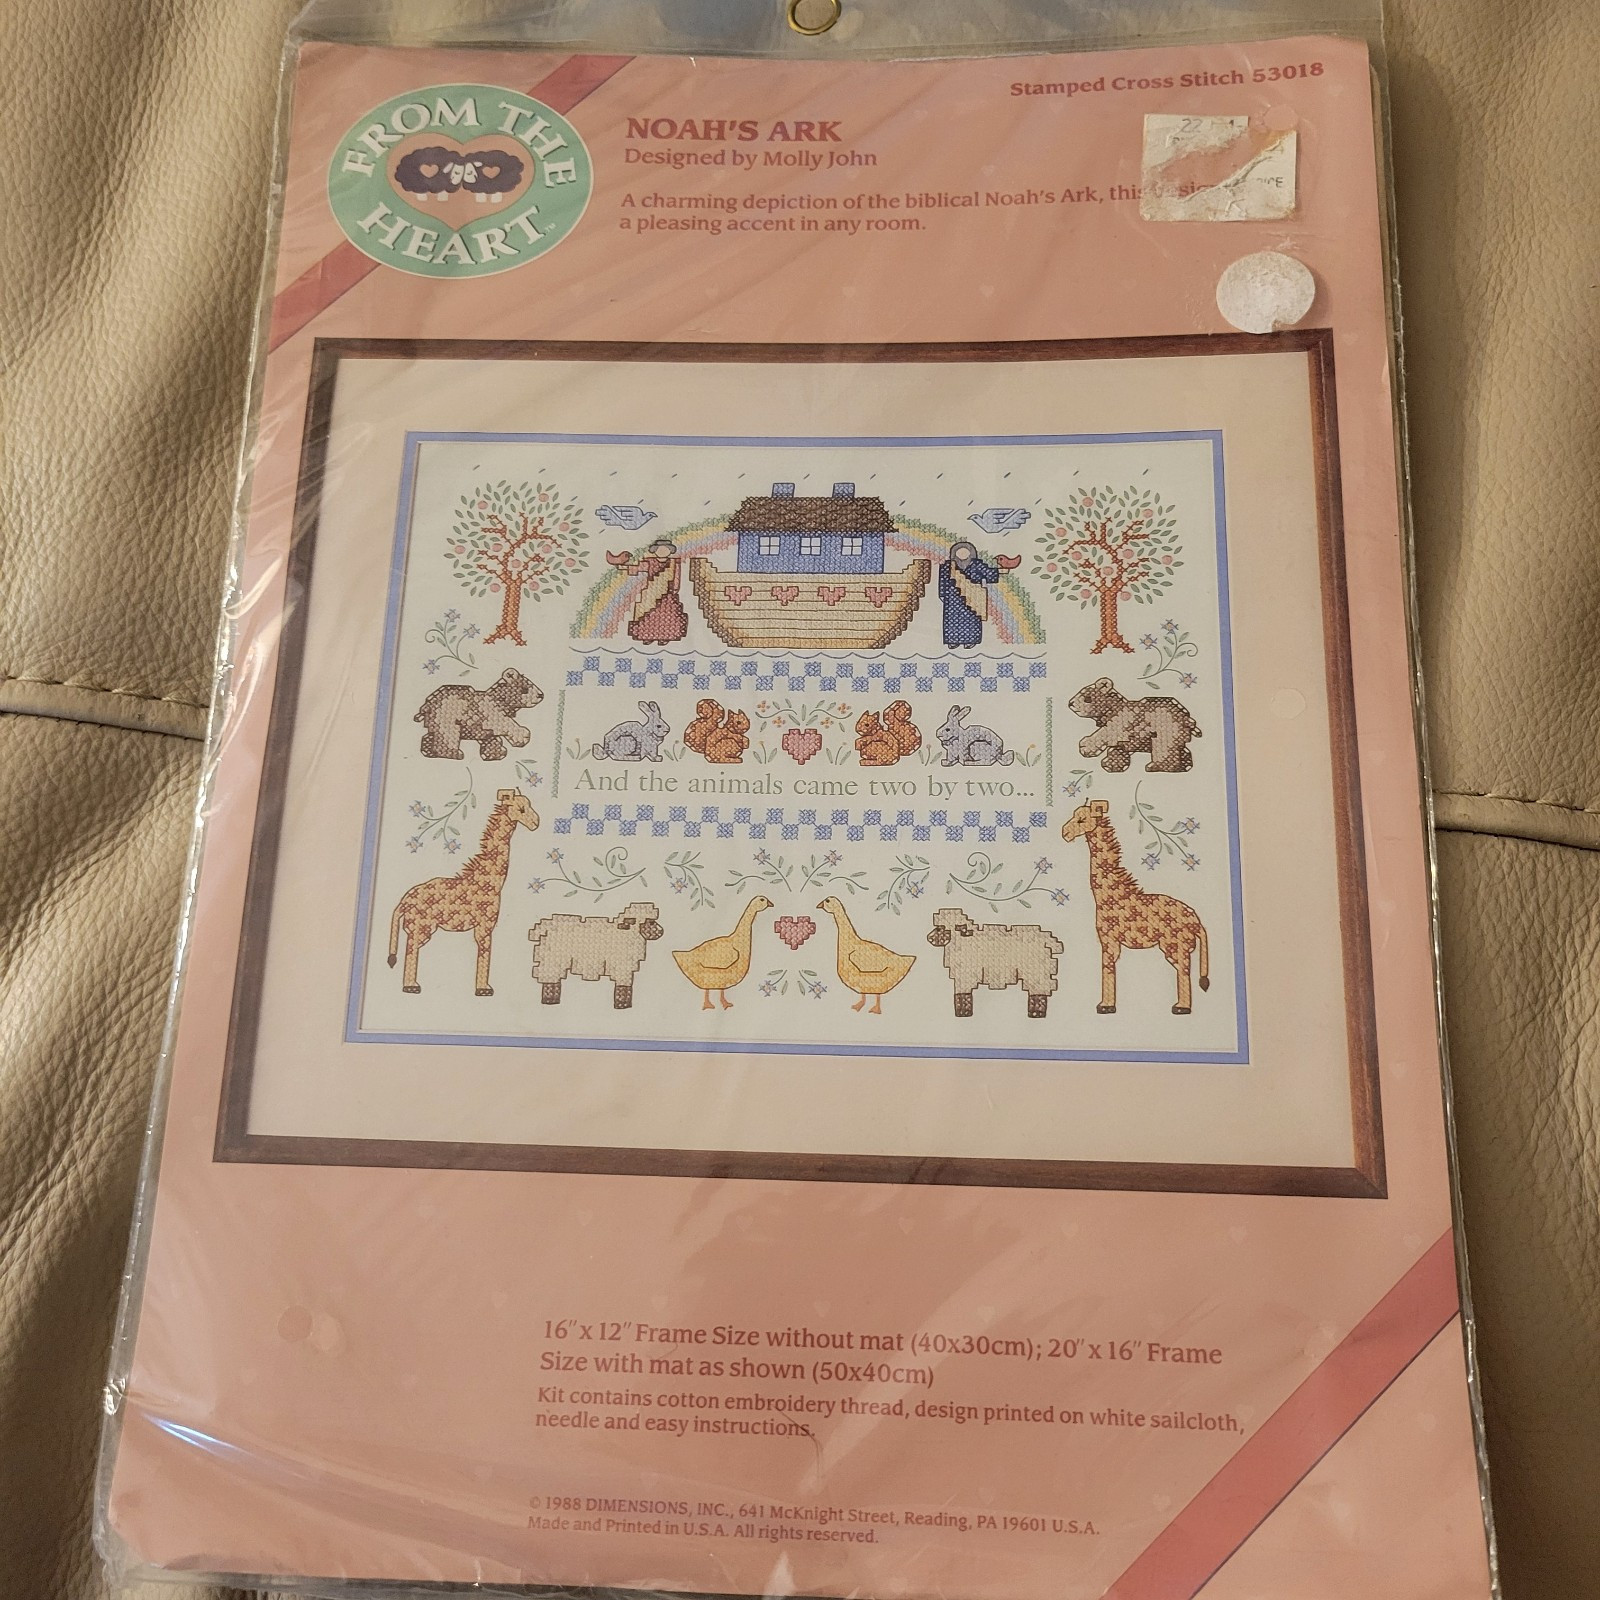 FROM THE
HEART™
Stamped Cross Stitch 53018
NOAH'S ARK
Designed by Molly John
A charming depiction of the biblical Noah's Ark, this
a pleasing accent in any room.
22
And the animals came two by two...
16" x 12" Frame Size without mat (40x30cm); 20" x 16" Frame
Size with mat as shown (50x40cm)
Kit contains cotton embroidery thread, design printed on white sailcloth,
needle and easy instructions.
© 1988 DIMENSIONS, INC., 641 McKnight Street, Reading, PA 19601 U.S.A.
Made and Printed in U.S.A. All rights reserved.